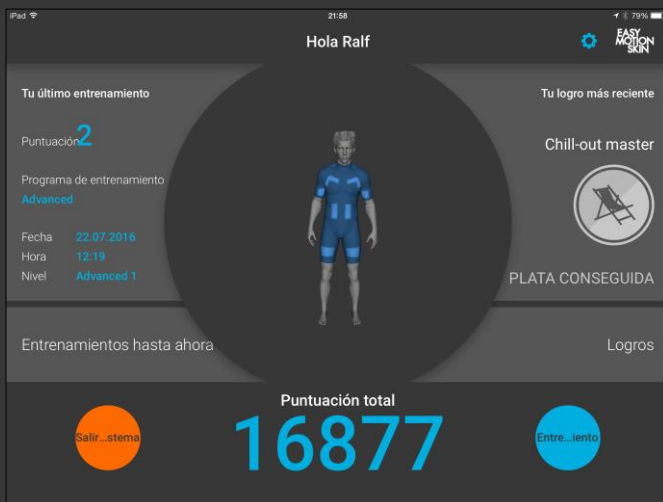 iPad 21:58 79%
Hola Ralf
EASY
MOTION
SKIN
Tu último entrenamiento
Puntuación 2
Programa de entrenamiento
Advanced
Fecha 22.07.2016
Hora 12:19
Nivel Advanced 1
Tu logro más reciente
Chill-out master
PLATA CONSEGUIDA
Entrenamientos hasta ahora
Logros
Salir...stema
Puntuación total
16877
Entre...iento